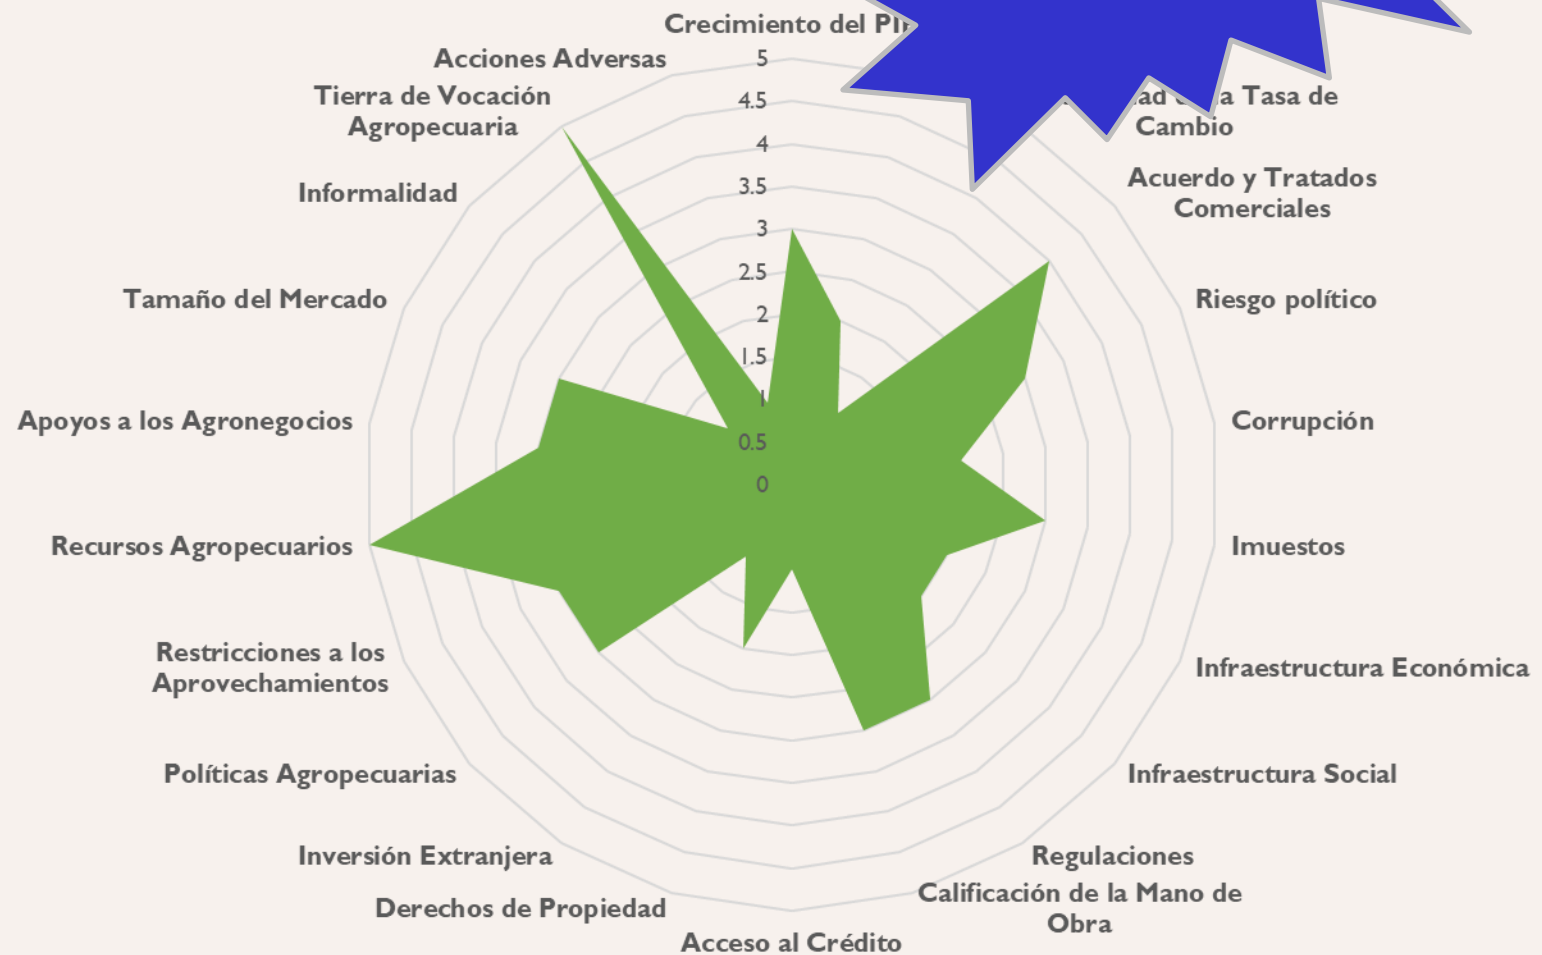 Crecimiento del
Acciones Adversas
Tierra de Vocación
Agropecuaria
Informalidad
Tamaño del Mercado
Apoyos a los Agronegocios
Recursos Agropecuarios
Restricciones a los
Aprovechamientos
Políticas Agropecuarias
Inversión Extranjera
Derechos de Propiedad
Acceso al Crédito
5
4.5
4
3.5
3
2.5
2
1.5
1
0.5
0
Tasa de
Cambio
Acuerdo y Tratados
Comerciales
Riesgo político
Corrupción
Imuestos
Infraestructura Económica
Infraestructura Social
Regulaciones
Calificación de la Mano de
Obra